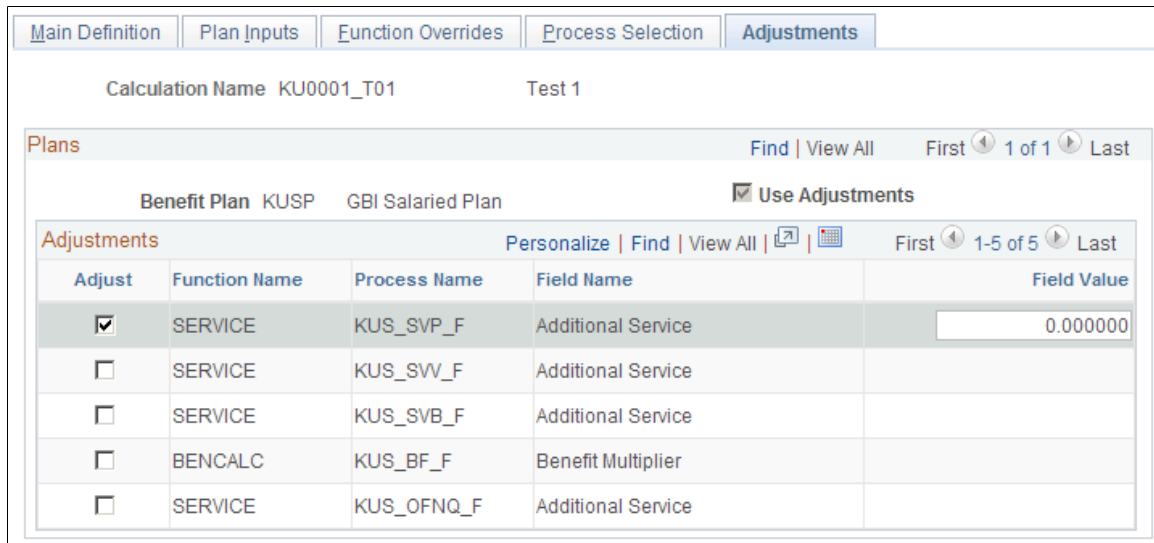 Main Definition Plan Inputs Function Overrides Process Selection Adjustments
Calculation Name KU0001_T01 Test 1
Plans Find | View All First 1 of 1 Last
Benefit Plan KUSP GBI Salaried Plan Use Adjustments
Adjustments Personalize | Find | View All | | First 1-5 of 5 Last
Adjust Function Name Process Name Field Name Field Value
SERVICE KUS_SVP_F Additional Service 0.000000
SERVICE KUS_SVV_F Additional Service
SERVICE KUS_SVB_F Additional Service
BENCALC KUS_BF_F Benefit Multiplier
SERVICE KUS_OFNQ_F Additional Service